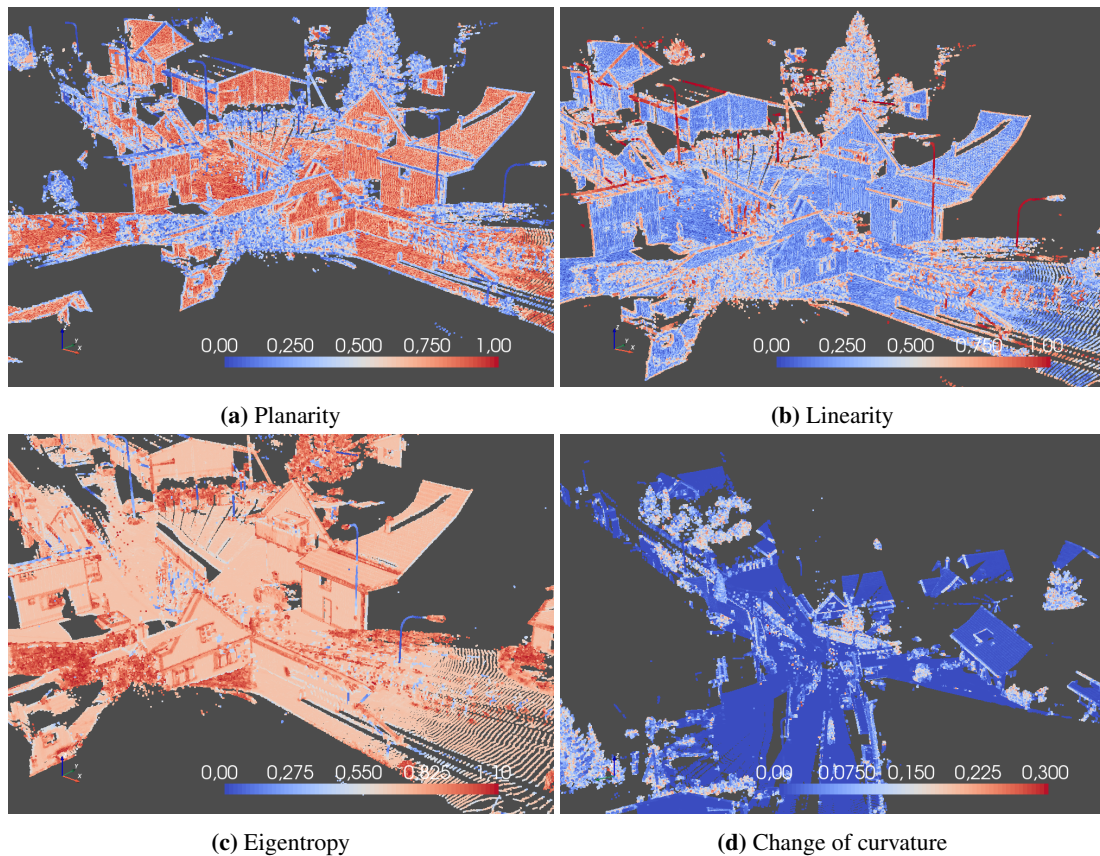 0,00 0,250 0,500 0,750 1.00
0,00 0,250 0,500 0,750 1.00
(a) Planarity
(b) Linearity
0,00 0,275 0,550 0,825 1,10
0.00 0,0750 0,150 0,225 0,300
(c) Eigentropy
(d) Change of curvature